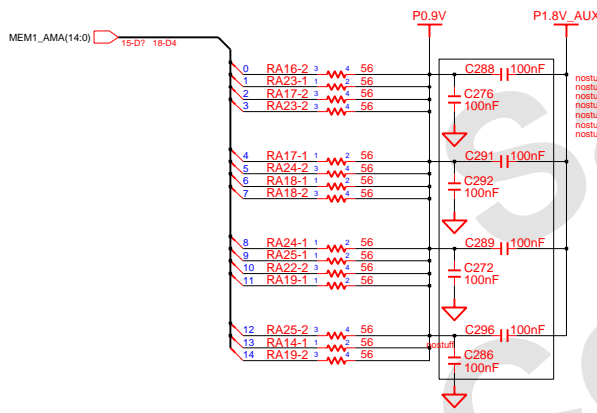 P0.9V P1.8V_AUX
MEM1_AMA(14:0)
15-D? 18-D4
0 RA16-2 3 4 56 C288 100nF
1 RA23-1 1 2 56
2 RA17-2 3 4 56 C276
3 RA23-2 3 4 56 100nF
4 RA17-1 1 2 56 C291 100nF
5 RA24-2 3 4 56
6 RA18-1 1 2 56 C292
7 RA18-2 3 4 56 100nF
8 RA24-1 1 2 56 C289 100nF
9 RA25-1 1 2 56
10 RA22-2 3 4 56 C272
11 RA19-1 1 2 56 100nF
12 RA25-2 3 4 56 C296 100nF
13 RA14-1 1 2 56 nostuff
14 RA19-2 3 4 56 C286
100nF